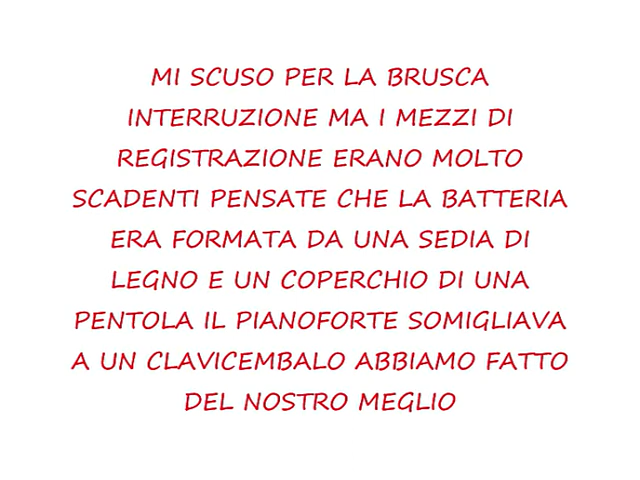 MI SCUSO PER LA BRUSCA
INTERRUZIONE MA I MEZZI DI
REGISTRAZIONE ERANO MOLTO
SCADENTI PENSATE CHE LA BATTERIA
ERA FORMATA DA UNA SEDIA DI
LEGNO E UN COPERCHIO DI UNA
PENTOLA IL PIANOFORTE SOMIGLIAVA
A UN CLAVICEMBALO ABBIAMO FATTO
DEL NOSTRO MEGLIO